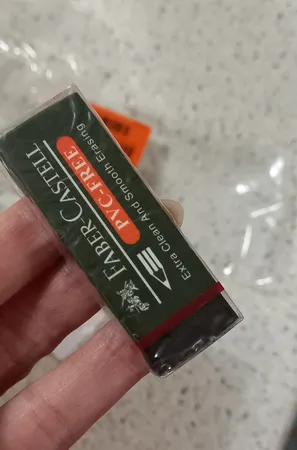 FABER-CASTELL
PVC-FREE
Extra Clean And Smooth Erasing